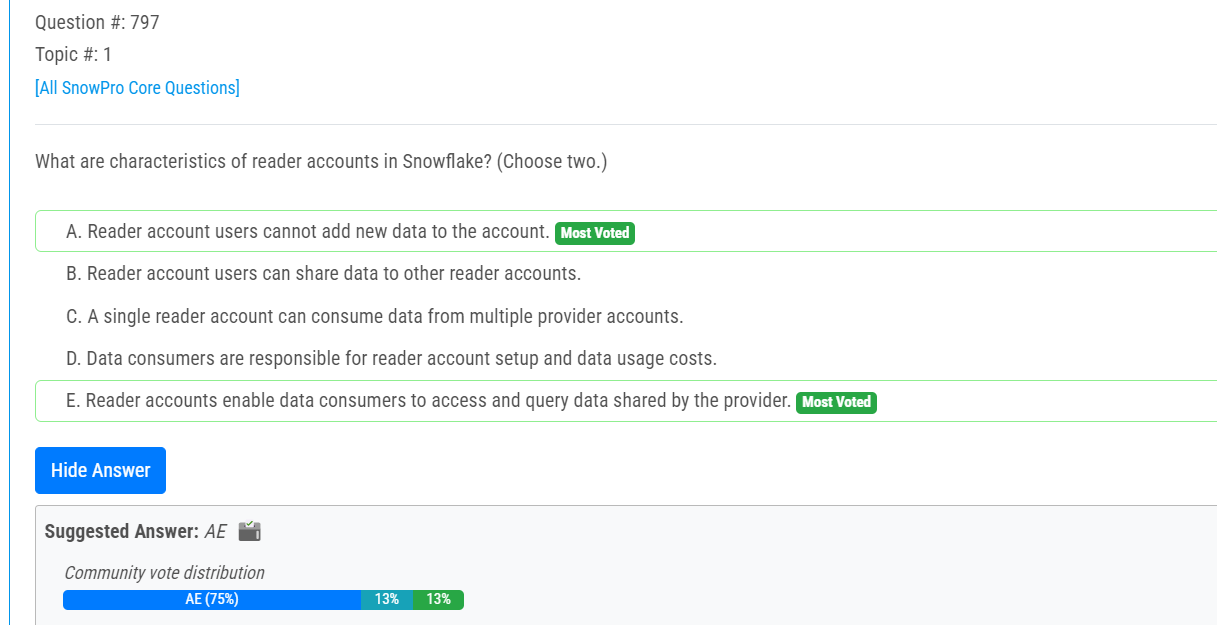 Question #: 797
Topic #: 1
[All SnowPro Core Questions]
What are characteristics of reader accounts in Snowflake? (Choose two.)
A. Reader account users cannot add new data to the account. Most Voted
B. Reader account users can share data to other reader accounts.
C. A single reader account can consume data from multiple provider accounts.
D. Data consumers are responsible for reader account setup and data usage costs.
E. Reader accounts enable data consumers to access and query data shared by the provider. Most Voted
Hide Answer
Suggested Answer: AE
Community vote distribution
AE (75%) 13% 13%